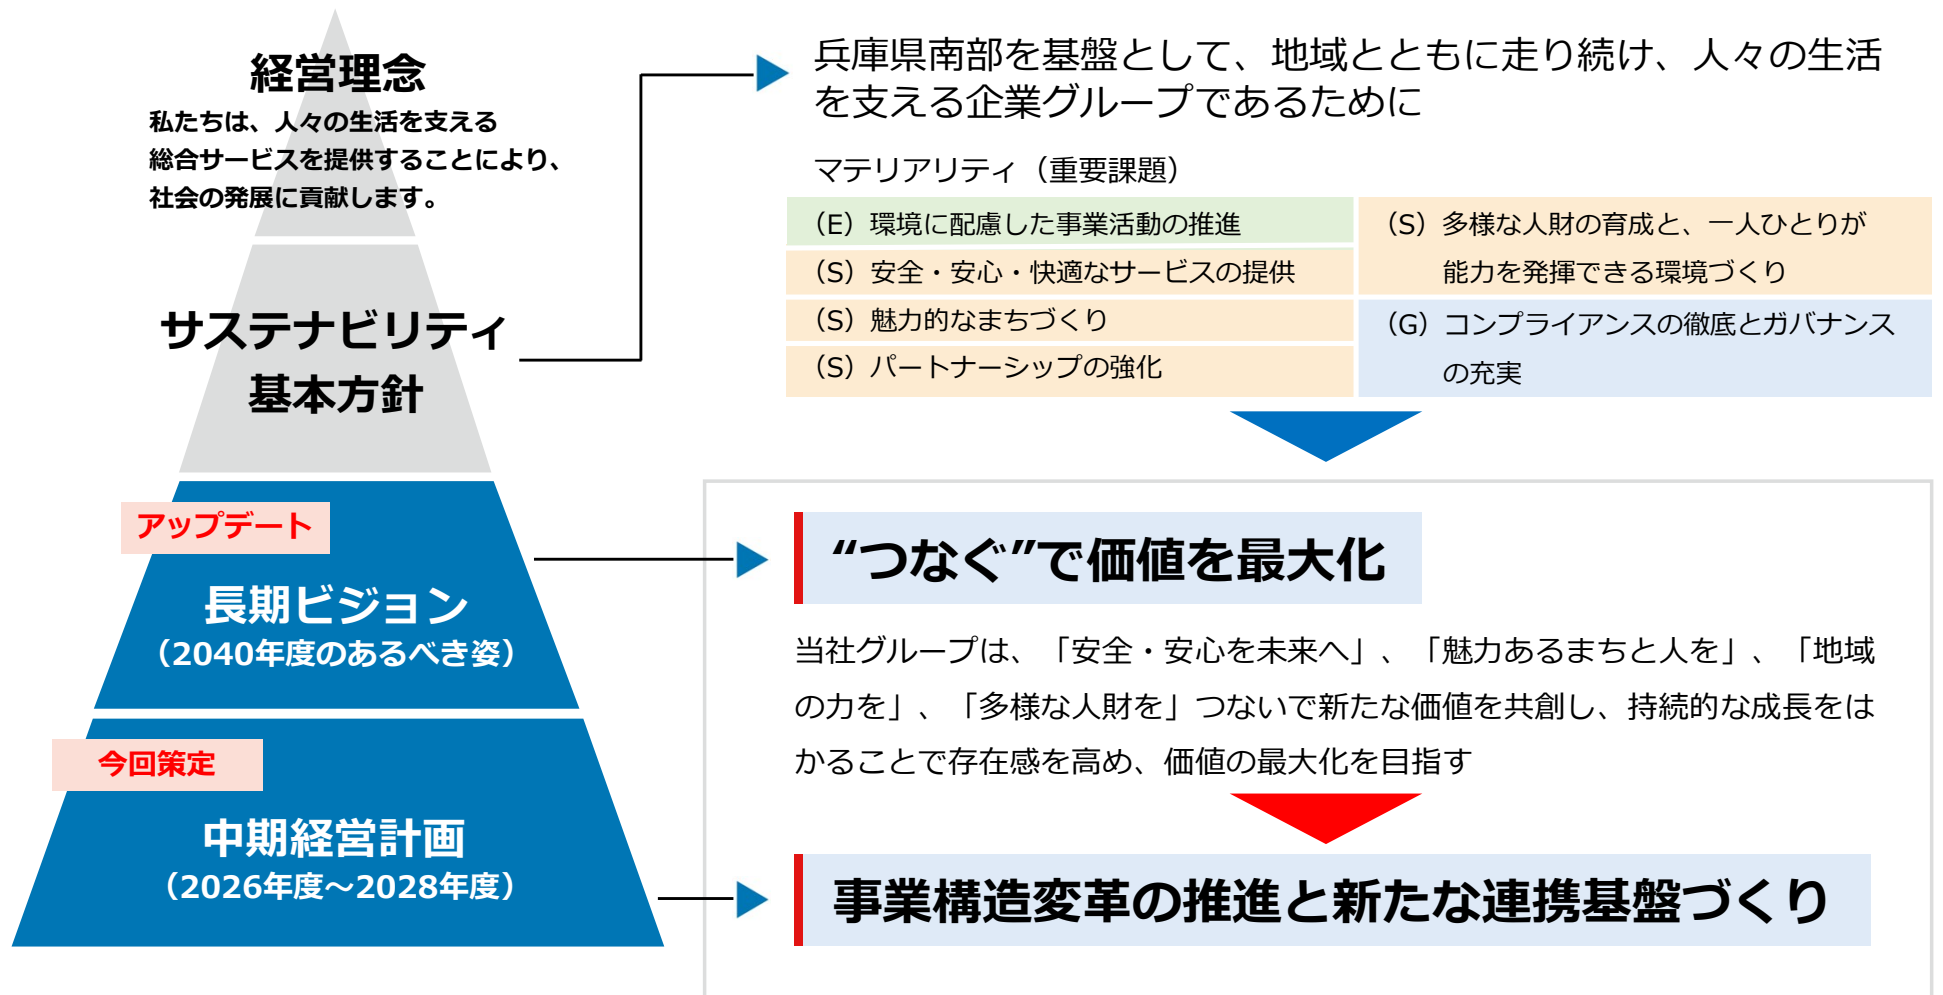 経営理念
私たちは、人々の生活を支える
総合サービスを提供することにより、
社会の発展に貢献します。
サステナビリティ
基本方針
アップデート
長期ビジョン
（2040年度のあるべき姿）
今回策定
中期経営計画
（2026年度～2028年度）
兵庫県南部を基盤として、地域とともに走り続け、人々の生活
を支える企業グループであるために
マテリアリティ（重要課題）
（E）環境に配慮した事業活動の推進
（S）安全・安心・快適なサービスの提供
（S）魅力的なまちづくり
（S）パートナーシップの強化
（S）多様な人財の育成と、一人ひとりが
能力を発揮できる環境づくり
（G）コンプライアンスの徹底とガバナンス
の充実
“つなぐ”で価値を最大化
当社グループは、「安全・安心を未来へ」、「魅力あるまちと人を」、「地域
の力を」、「多様な人財を」つないで新たな価値を共創し、持続的な成長をは
かることで存在感を高め、価値の最大化を目指す
事業構造変革の推進と新たな連携基盤づくり